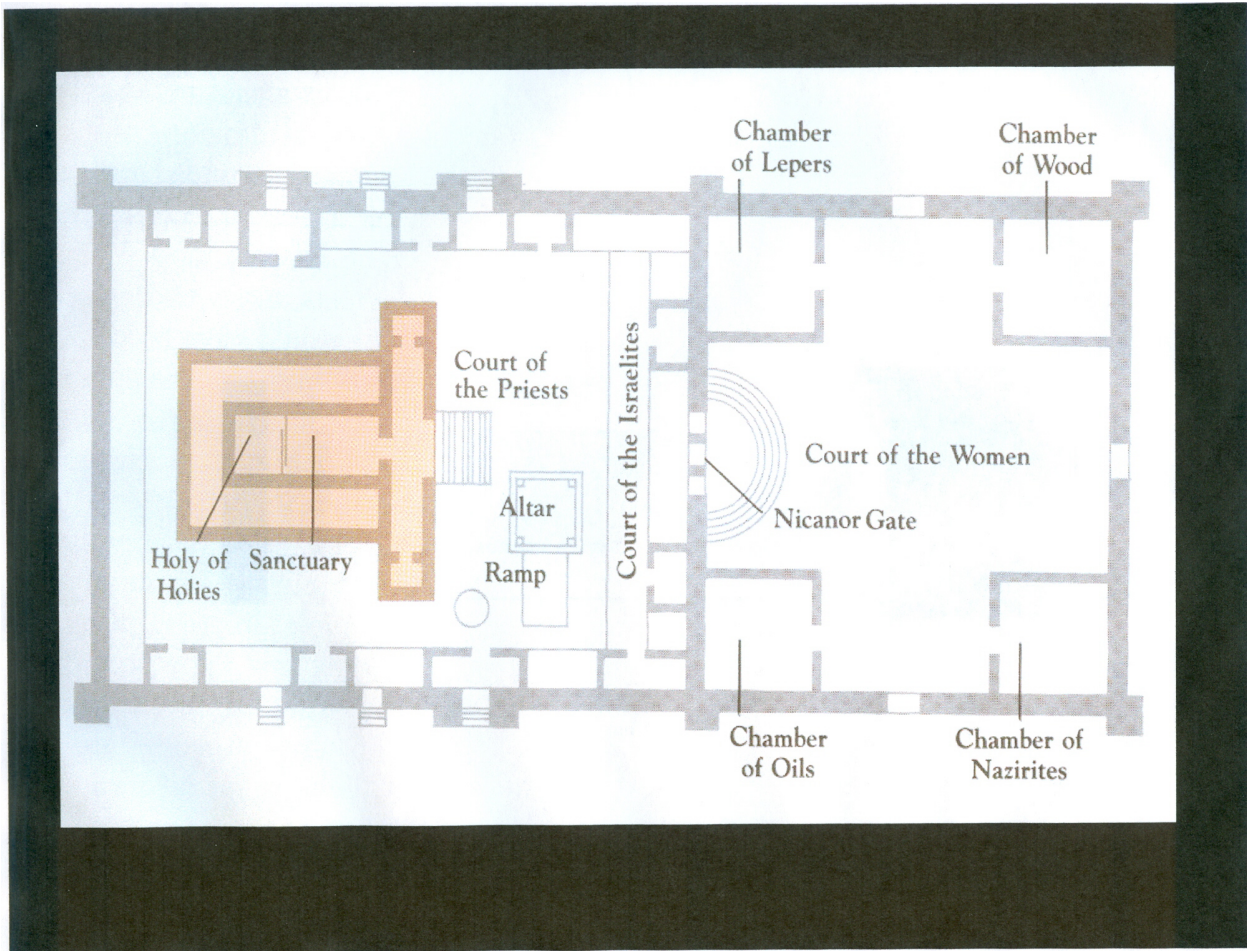 Chamber
of Lepers
Chamber
of Wood
Court of
the Priests
Court of the Israelites
Court of the Women
Altar
Nicanor Gate
Holy of
Holies
Sanctuary
Ramp
Chamber
of Oils
Chamber of
Nazirites